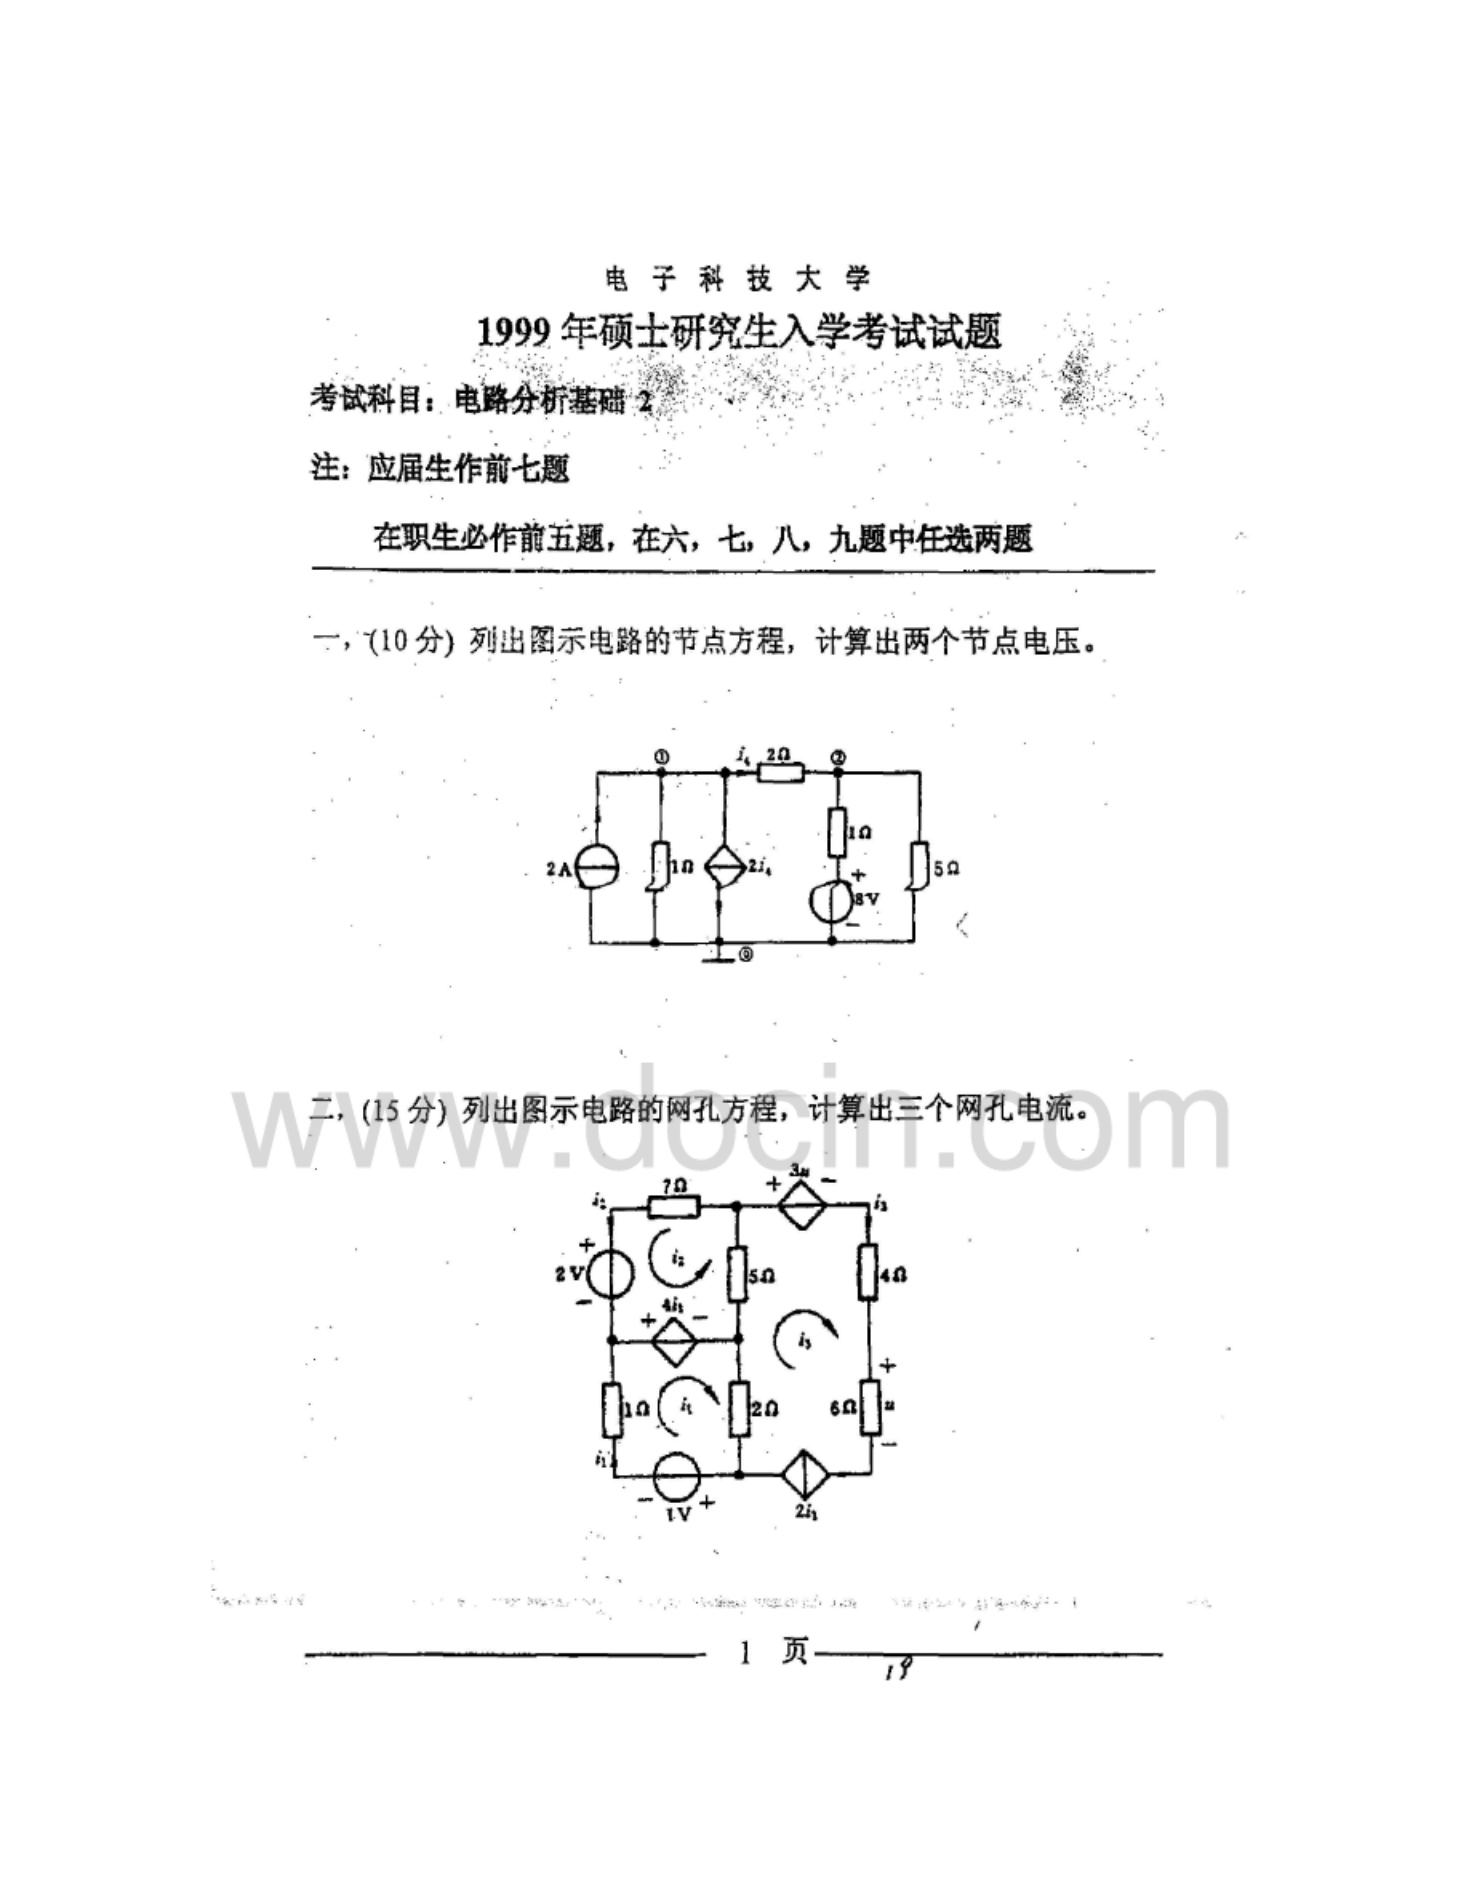 电子科技大学
1999年硕士研究生入学考试试题
考试科目：电路分析基础 2
注：应届生作前七题
在职生必作前五题，在六，七，八，九题中任选两题
一，(10分) 列出图示电路的节点方程，计算出两个节点电压。
① i₄ 2Ω ②
1Ω
2A 1Ω 2i₄ 5Ω
+
8V
-
⓪
www.docin.com
二，(15分) 列出图示电路的网孔方程，计算出三个网孔电流。
3u
7Ω + -
i₂ i₃
+ i₂
2V 5Ω 4Ω
- 4i₁
+ -
i₃
+
1Ω i₁ 2Ω 6Ω u
-
i₁
- +
1V
1 页
19